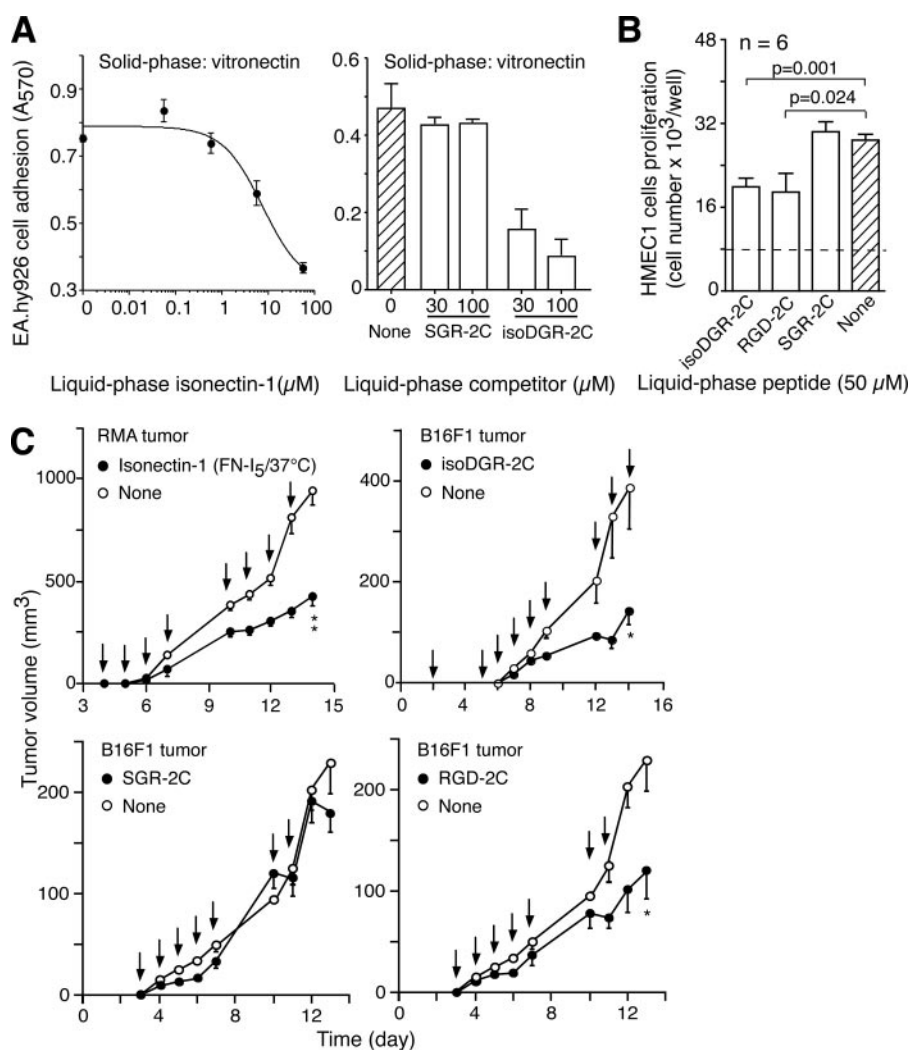 A
Solid-phase: vitronectin
EA.hy926 cell adhesion (A570)
0.9
0.7
0.5
0.3
0 0.01 0.1 1 10 100
Liquid-phase isonectin-1(µM)
Solid-phase: vitronectin
0.6
0.4
0.2
0
0 30 100 30 100
None SGR-2C isoDGR-2C
Liquid-phase competitor (µM)
B
n = 6
p=0.001
p=0.024
HMEC1 cells proliferation
(cell number x 10³/well)
48
32
16
0
isoDGR-2C
RGD-2C
SGR-2C
None
Liquid-phase peptide (50 µM)
C
Tumor volume (mm³)
RMA tumor
Isonectin-1 (FN-I5/37°C)
None
1000
500
0
3 6 9 12 15
*
*
B16F1 tumor
isoDGR-2C
None
400
200
0
0 4 8 12 16
*
B16F1 tumor
SGR-2C
None
200
100
0
0 4 8 12
B16F1 tumor
RGD-2C
None
200
100
0
0 4 8 12
*
Time (day)